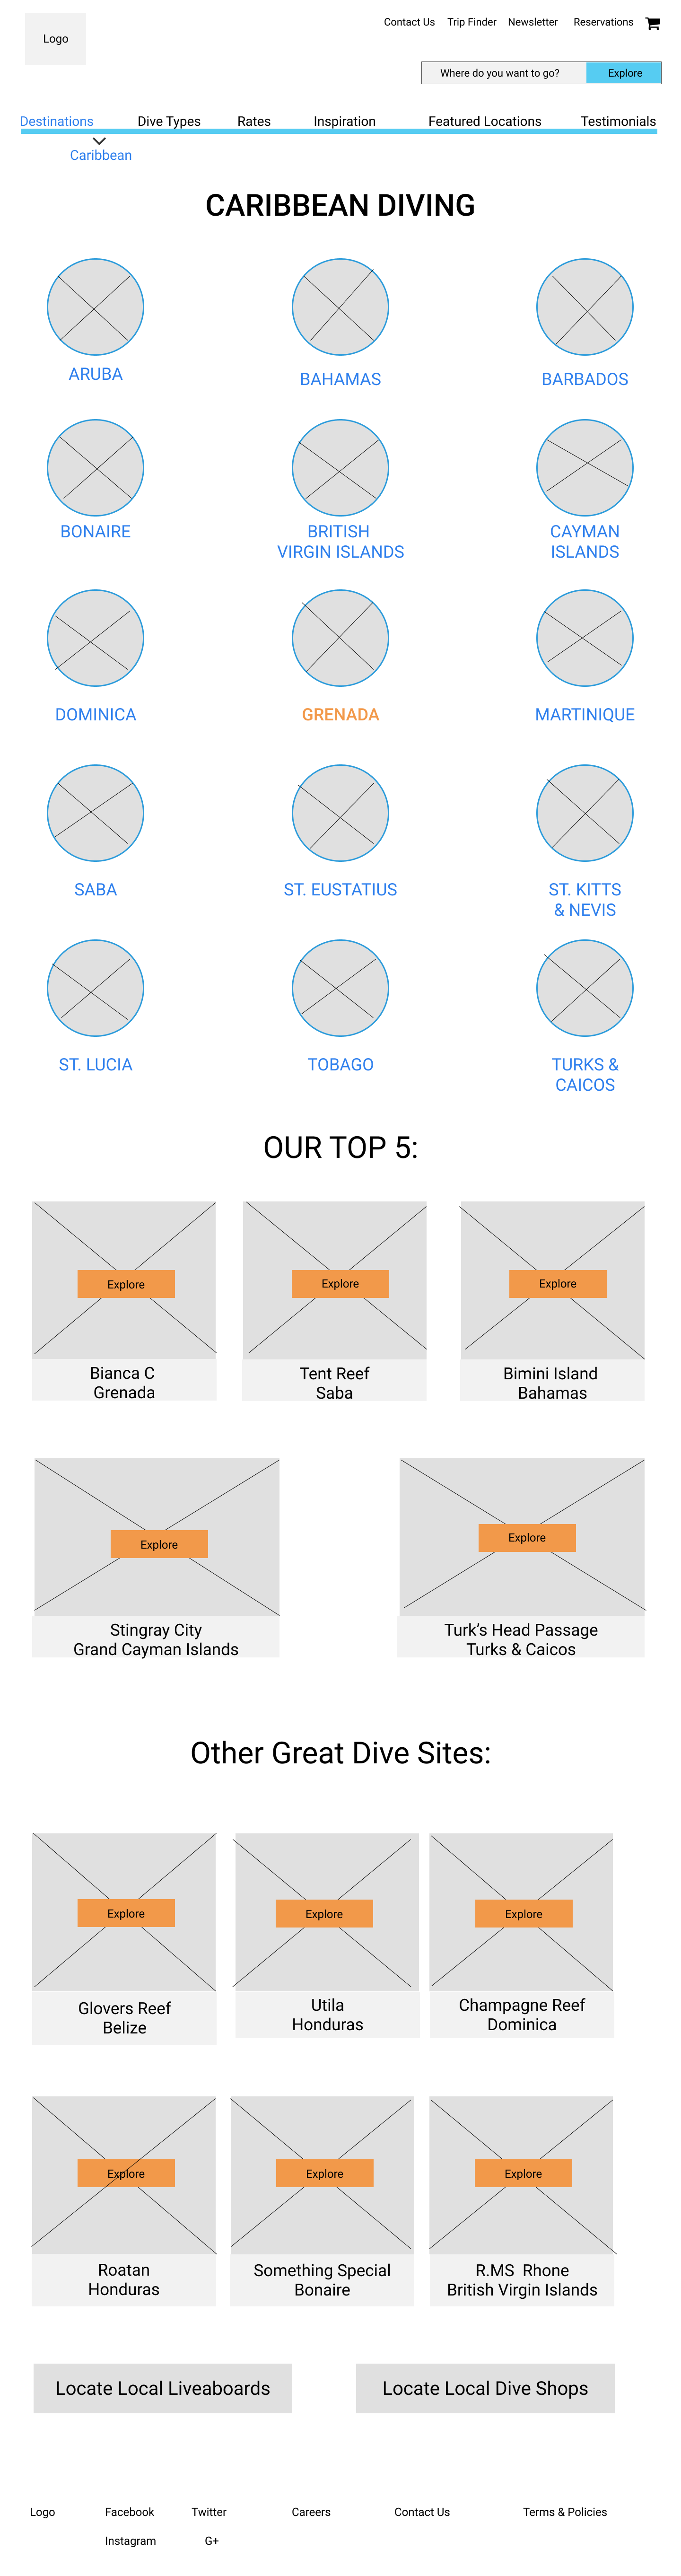 Logo
Contact Us Trip Finder Newsletter Reservations
Where do you want to go? Explore
Destinations Dive Types Rates Inspiration Featured Locations Testimonials
Caribbean
CARIBBEAN DIVING
ARUBA
BAHAMAS
BARBADOS
BONAIRE
BRITISH
VIRGIN ISLANDS
CAYMAN
ISLANDS
DOMINICA
GRENADA
MARTINIQUE
SABA
ST. EUSTATIUS
ST. KITTS
& NEVIS
ST. LUCIA
TOBAGO
TURKS &
CAICOS
OUR TOP 5:
Explore
Bianca C
Grenada
Explore
Tent Reef
Saba
Explore
Bimini Island
Bahamas
Explore
Stingray City
Grand Cayman Islands
Explore
Turk’s Head Passage
Turks & Caicos
Other Great Dive Sites:
Explore
Glovers Reef
Belize
Explore
Utila
Honduras
Explore
Champagne Reef
Dominica
Explore
Roatan
Honduras
Explore
Something Special
Bonaire
Explore
R.MS Rhone
British Virgin Islands
Locate Local Liveaboards
Locate Local Dive Shops
Logo Facebook Twitter Careers Contact Us Terms & Policies
Instagram G+